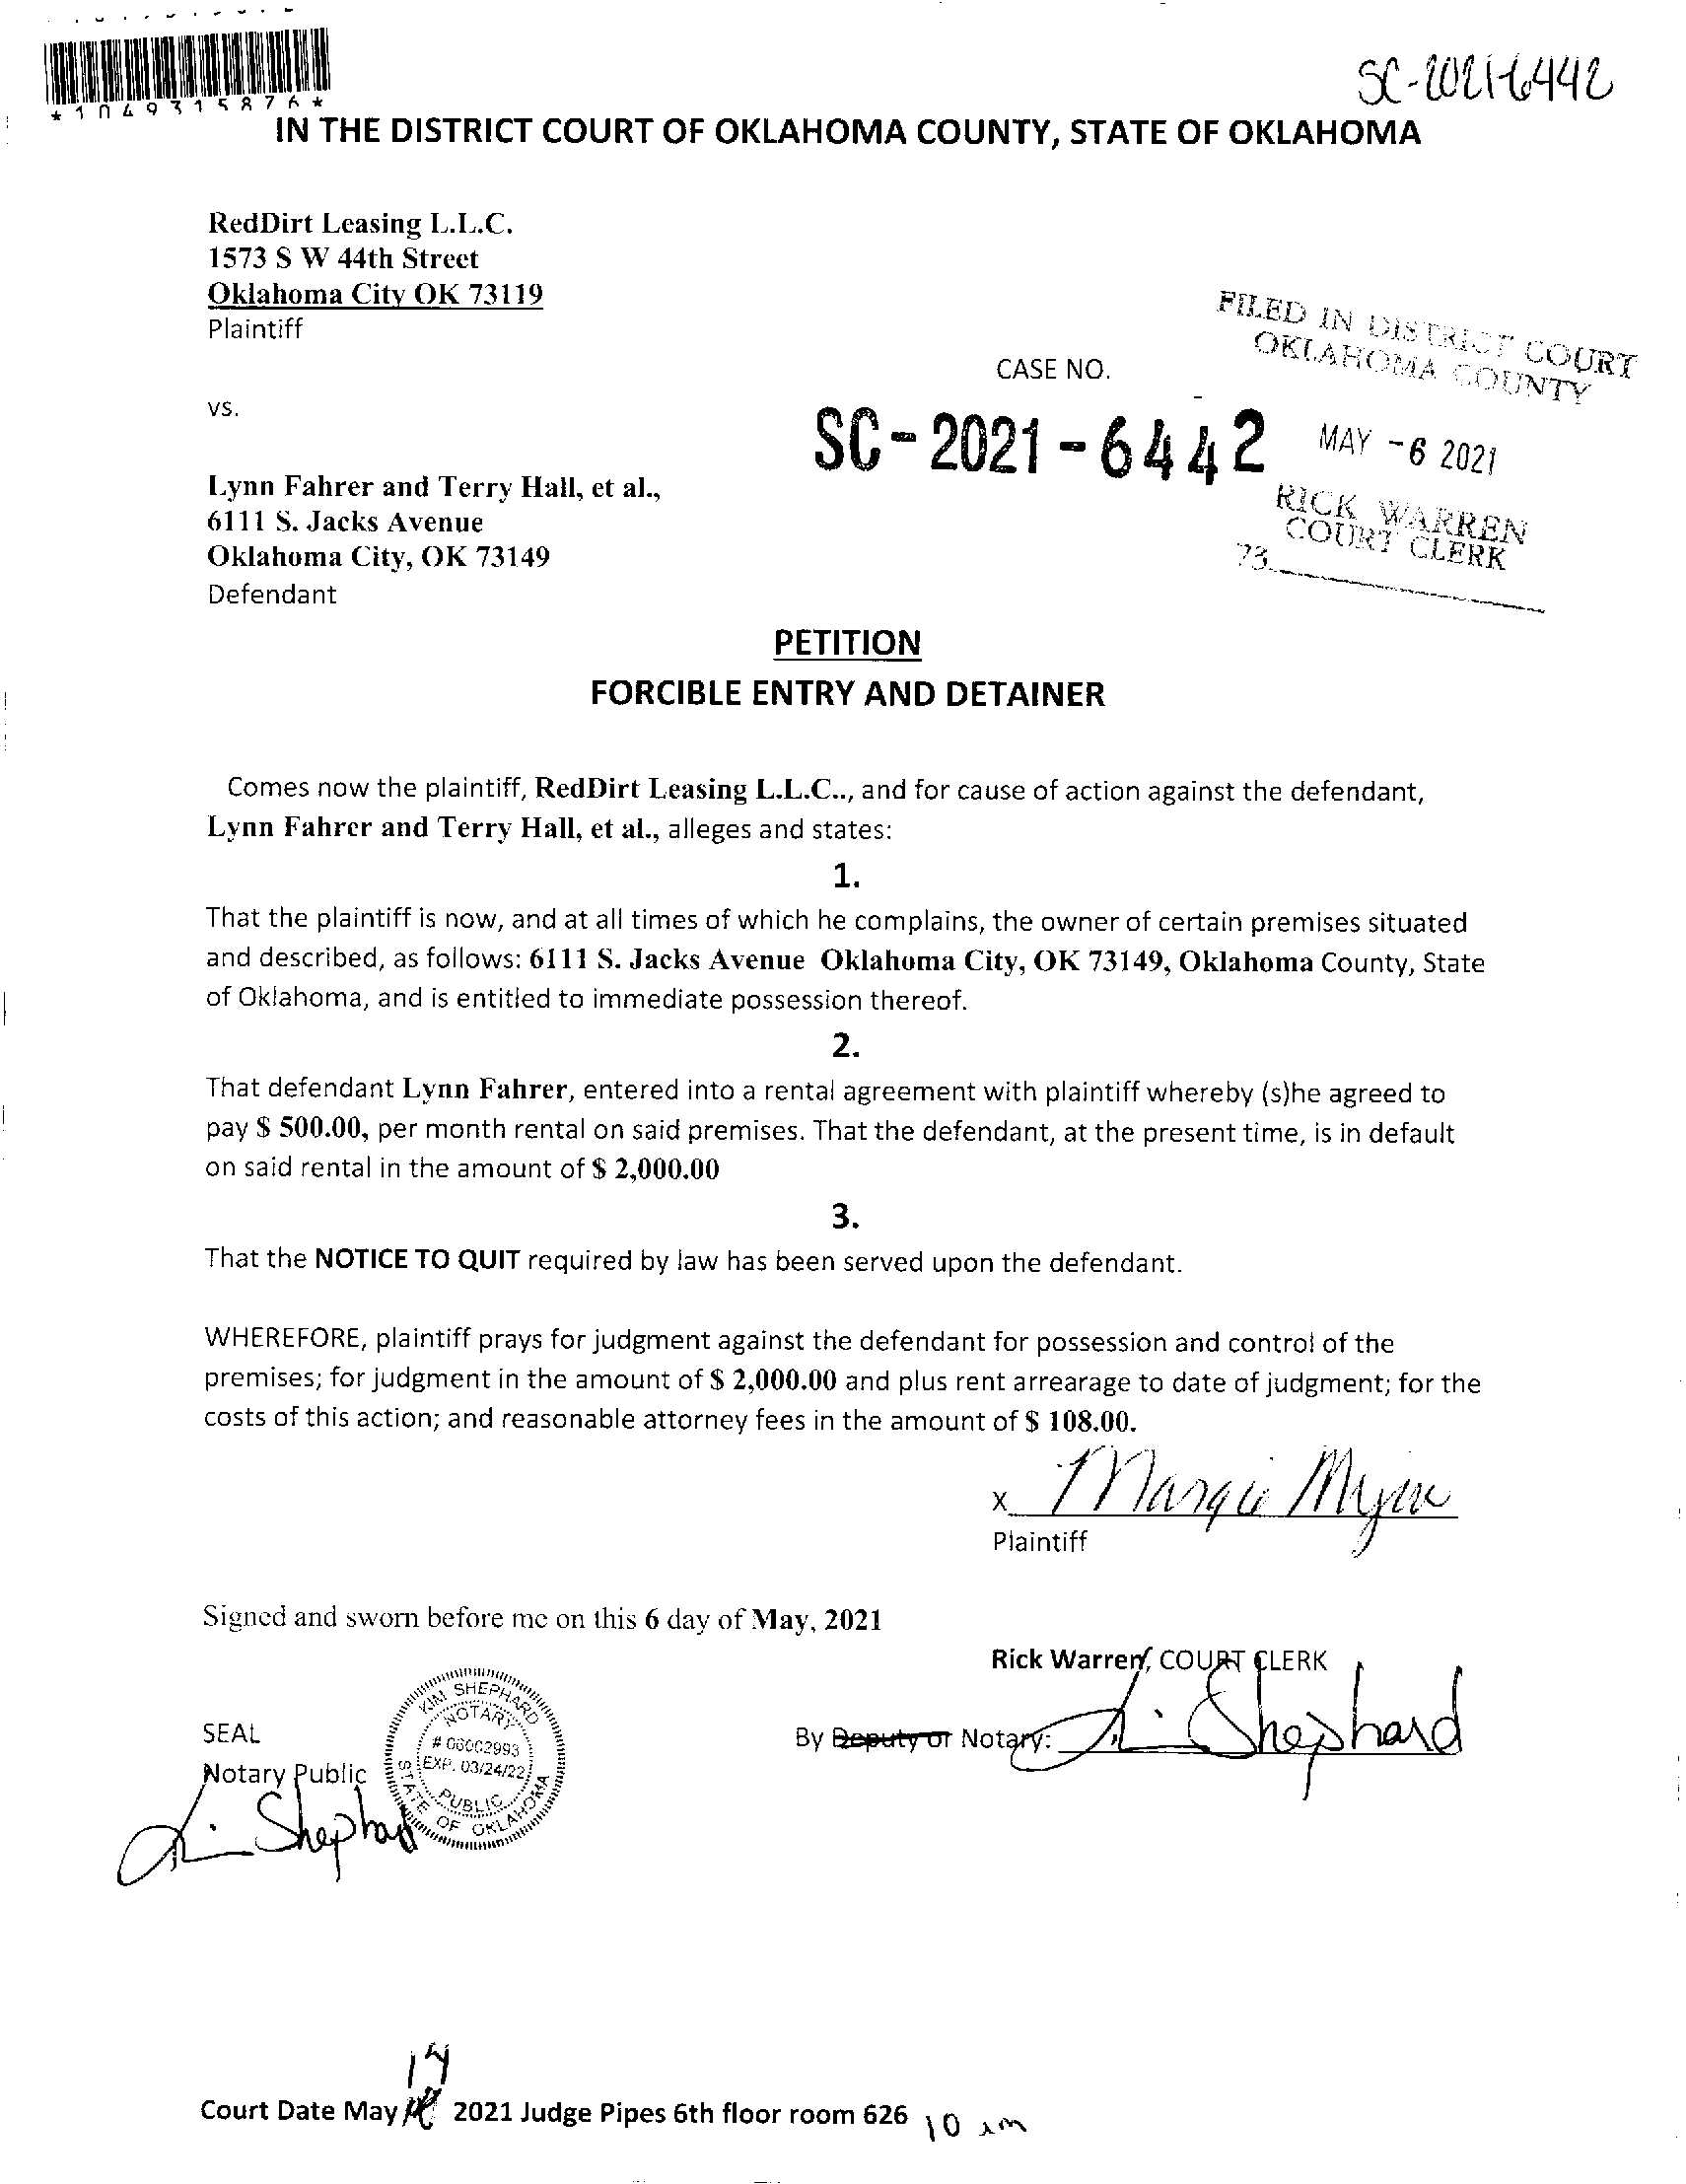 *1049315876*
SC-2021-6442
IN THE DISTRICT COURT OF OKLAHOMA COUNTY, STATE OF OKLAHOMA
RedDirt Leasing L.L.C.
1573 S W 44th Street
Oklahoma City OK 73119
Plaintiff
FILED IN DISTRICT COURT
OKLAHOMA COUNTY
CASE NO.
vs.
SC-2021-6442
MAY -6 2021
Lynn Fahrer and Terry Hall, et al.,
6111 S. Jacks Avenue
Oklahoma City, OK 73149
Defendant
RICK WARREN
COURT CLERK
73
PETITION
FORCIBLE ENTRY AND DETAINER
Comes now the plaintiff, RedDirt Leasing L.L.C.., and for cause of action against the defendant,
Lynn Fahrer and Terry Hall, et al., alleges and states:
1.
That the plaintiff is now, and at all times of which he complains, the owner of certain premises situated
and described, as follows: 6111 S. Jacks Avenue Oklahoma City, OK 73149, Oklahoma County, State
of Oklahoma, and is entitled to immediate possession thereof.
2.
That defendant Lynn Fahrer, entered into a rental agreement with plaintiff whereby (s)he agreed to
pay $ 500.00, per month rental on said premises. That the defendant, at the present time, is in default
on said rental in the amount of $ 2,000.00
3.
That the NOTICE TO QUIT required by law has been served upon the defendant.
WHEREFORE, plaintiff prays for judgment against the defendant for possession and control of the
premises; for judgment in the amount of $ 2,000.00 and plus rent arrearage to date of judgment; for the
costs of this action; and reasonable attorney fees in the amount of $ 108.00.
x Margie
Plaintiff
Signed and sworn before me on this 6 day of May, 2021
Rick Warren, COURT CLERK
By Deputy or Notary: Kim Shephard
SEAL
Notary Public
Kim Shephard
KIM SHEPHARD
NOTARY
# 06002993
EXP. 03/24/22
PUBLIC
STATE OF OKLAHOMA
14
Court Date May 2021 Judge Pipes 6th floor room 626 10 am